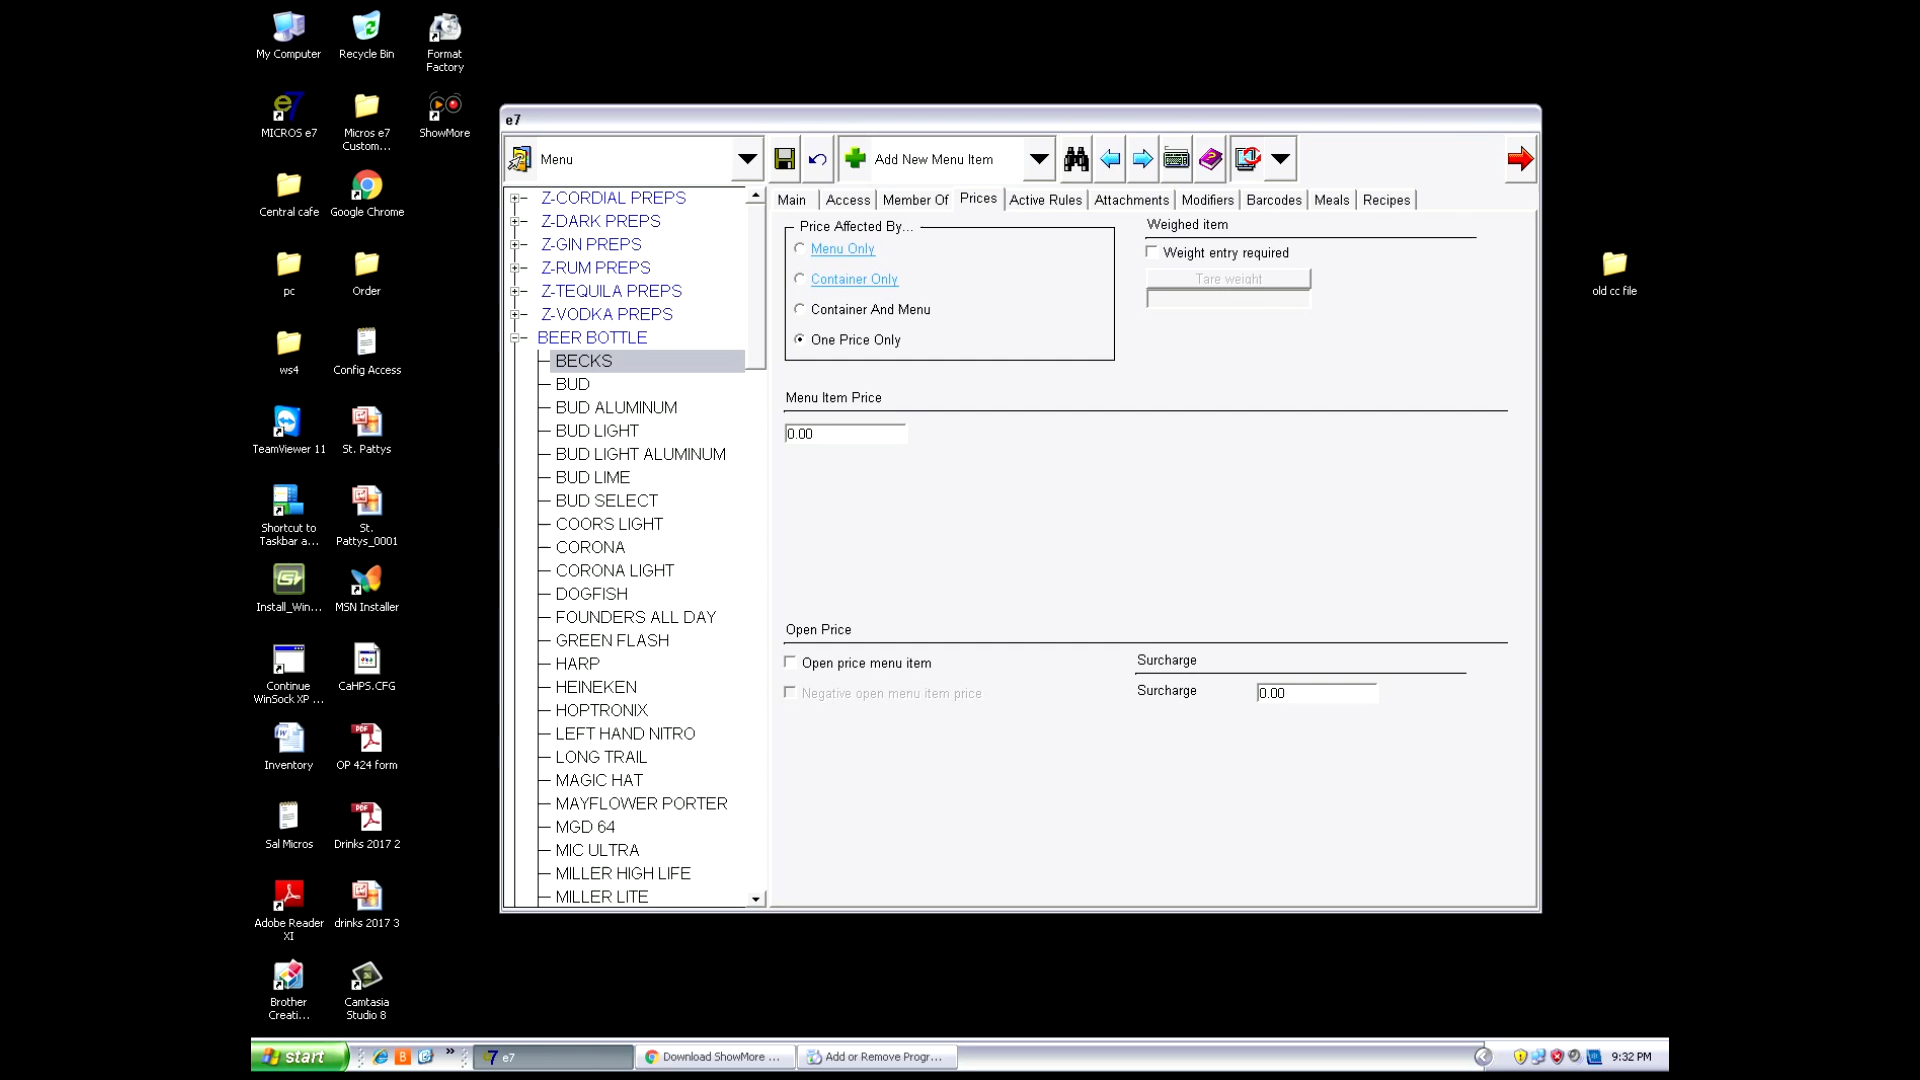 My Computer
Recycle Bin
Format
Factory
MICROS e7
Micros e7
Custom...
ShowMore
Central cafe
Google Chrome
pc
Order
ws4
Config Access
TeamViewer 11
St. Pattys
Shortcut to
Taskbar a...
St.
Pattys_0001
Install_Win...
MSN Installer
Continue
WinSock XP ...
CaHPS.CFG
Inventory
OP 424 form
Sal Micros
Drinks 2017 2
Adobe Reader
XI
drinks 2017 3
Brother
Creati...
Camtasia
Studio 8
old cc file
e7
Menu
Add New Menu Item
Z-CORDIAL PREPS
Z-DARK PREPS
Z-GIN PREPS
Z-RUM PREPS
Z-TEQUILA PREPS
Z-VODKA PREPS
BEER BOTTLE
BECKS
BUD
BUD ALUMINUM
BUD LIGHT
BUD LIGHT ALUMINUM
BUD LIME
BUD SELECT
COORS LIGHT
CORONA
CORONA LIGHT
DOGFISH
FOUNDERS ALL DAY
GREEN FLASH
HARP
HEINEKEN
HOPTRONIX
LEFT HAND NITRO
LONG TRAIL
MAGIC HAT
MAYFLOWER PORTER
MGD 64
MIC ULTRA
MILLER HIGH LIFE
MILLER LITE
Main Access Member Of Prices Active Rules Attachments Modifiers Barcodes Meals Recipes
Price Affected By...
Menu Only
Container Only
Container And Menu
One Price Only
Weighed item
Weight entry required
Tare weight
Menu Item Price
0.00
Open Price
Open price menu item
Negative open menu item price
Surcharge
Surcharge 0.00
start
e7
Download ShowMore ...
Add or Remove Progr...
9:32 PM